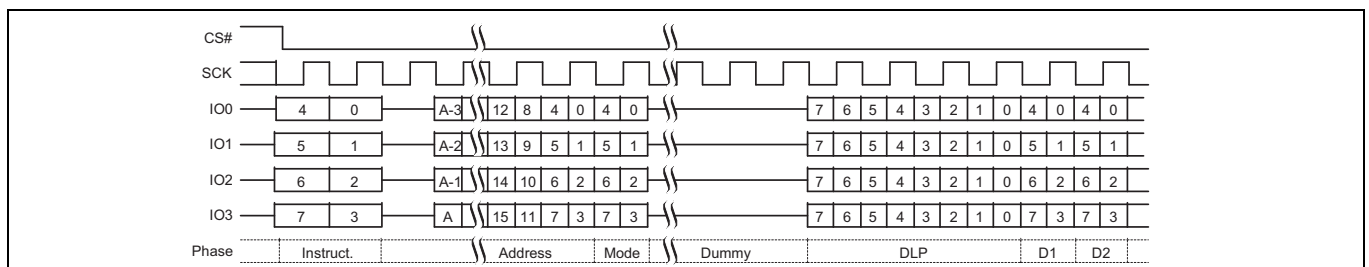 CS#
SCK
IO0 4 0 A-3 12 8 4 0 4 0 7 6 5 4 3 2 1 0 4 0 4 0
IO1 5 1 A-2 13 9 5 1 5 1 7 6 5 4 3 2 1 0 5 1 5 1
IO2 6 2 A-1 14 10 6 2 6 2 7 6 5 4 3 2 1 0 6 2 6 2
IO3 7 3 A 15 11 7 3 7 3 7 6 5 4 3 2 1 0 7 3 7 3
Phase Instruct. Address Mode Dummy DLP D1 D2